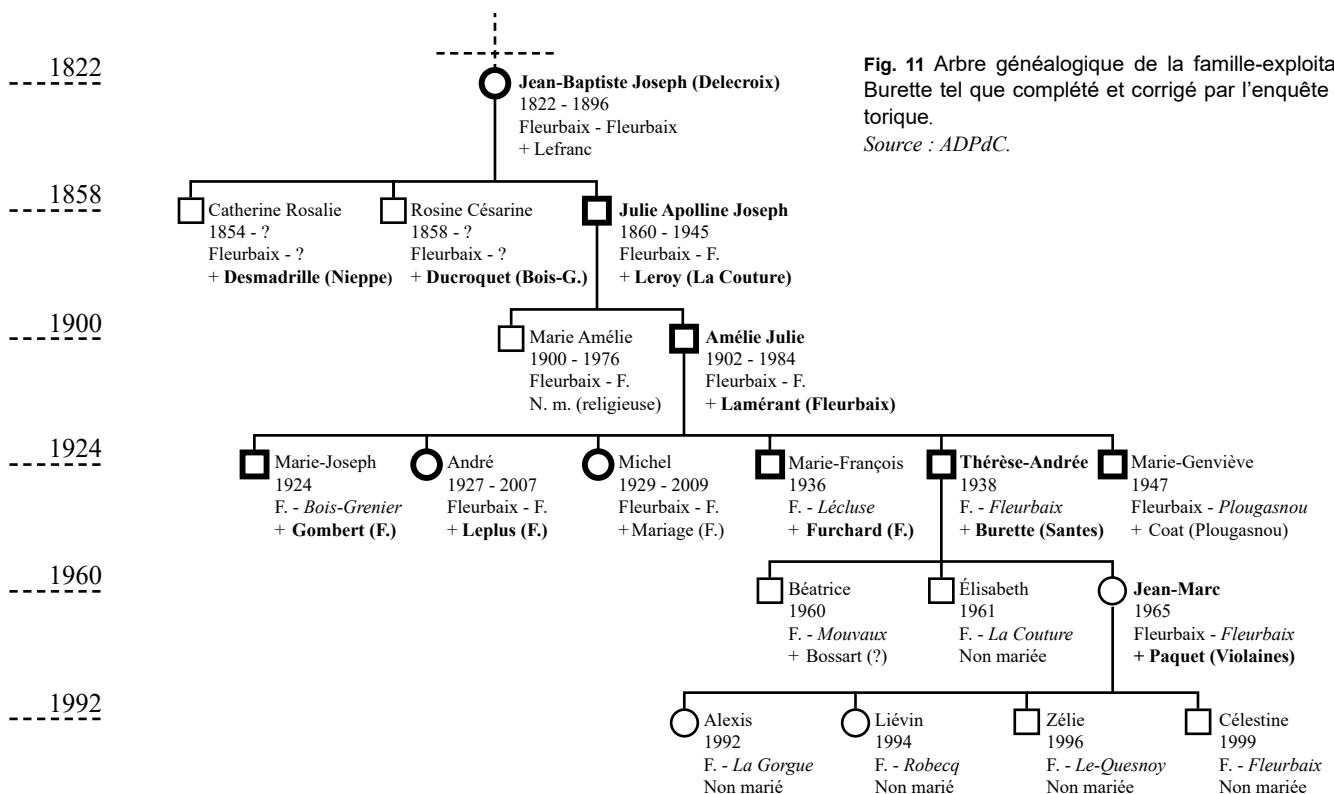 1822
Jean-Baptiste Joseph (Delecroix)
1822 - 1896
Fleurbaix - Fleurbaix
+ Lefranc
Fig. 11 Arbre généalogique de la famille-exploita
Burette tel que complété et corrigé par l'enquête
torique.
Source : ADPdC.
1858
Catherine Rosalie
1854 - ?
Fleurbaix - ?
+ Desmadrille (Nieppe)
Rosine Césarine
1858 - ?
Fleurbaix - ?
+ Ducroquet (Bois-G.)
Julie Apolline Joseph
1860 - 1945
Fleurbaix - F.
+ Leroy (La Couture)
1900
Marie Amélie
1900 - 1976
Fleurbaix - F.
N. m. (religieuse)
Amélie Julie
1902 - 1984
Fleurbaix - F.
+ Lamérant (Fleurbaix)
1924
Marie-Joseph
1924
F. - Bois-Grenier
+ Gombert (F.)
André
1927 - 2007
Fleurbaix - F.
+ Leplus (F.)
Michel
1929 - 2009
Fleurbaix - F.
+ Mariage (F.)
Marie-François
1936
F. - Lécluse
+ Furchard (F.)
Thérèse-Andrée
1938
F. - Fleurbaix
+ Burette (Santes)
Marie-Genviève
1947
Fleurbaix - Plougasnou
+ Coat (Plougasnou)
1960
Béatrice
1960
F. - Mouvaux
+ Bossart (?)
Élisabeth
1961
F. - La Couture
Non mariée
Jean-Marc
1965
Fleurbaix - Fleurbaix
+ Paquet (Violaines)
1992
Alexis
1992
F. - La Gorgue
Non marié
Liévin
1994
F. - Robecq
Non marié
Zélie
1996
F. - Le-Quesnoy
Non mariée
Célestine
1999
F. - Fleurbaix
Non mariée